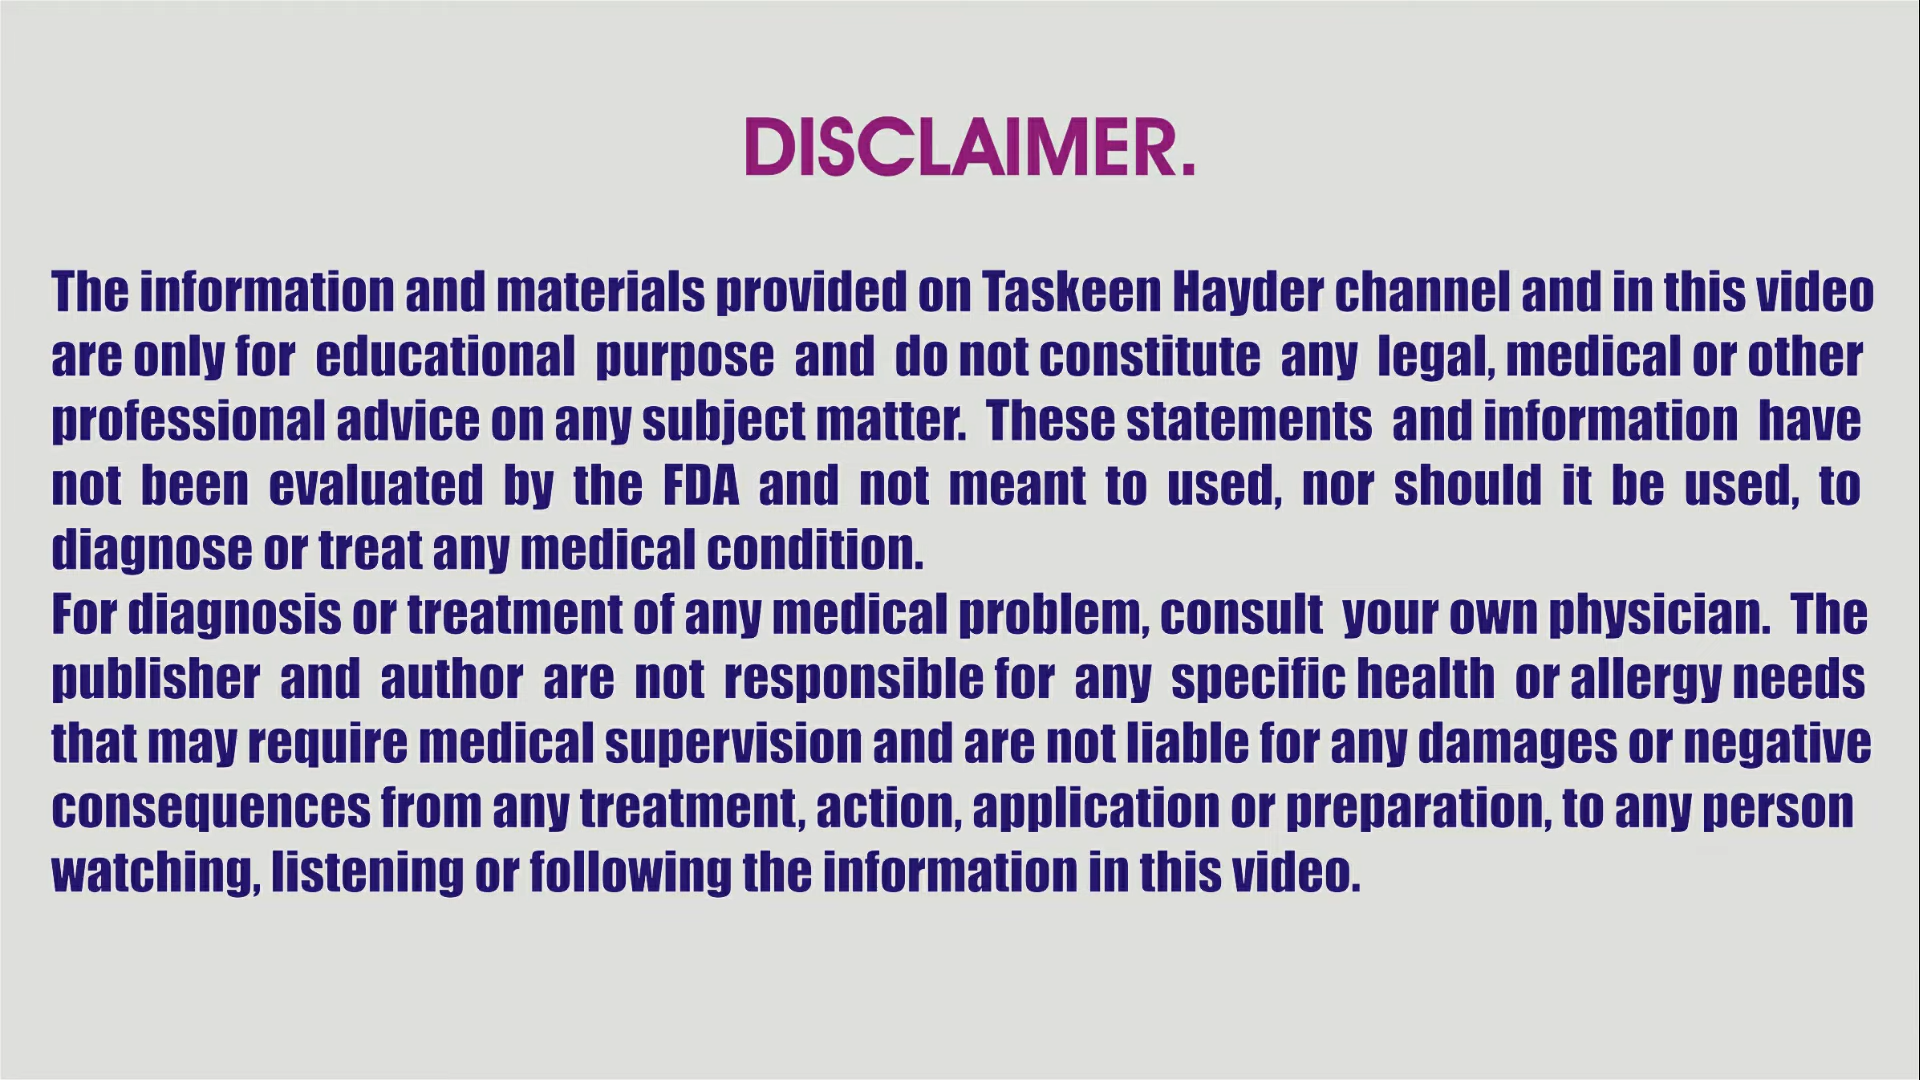 DISCLAIMER.
The information and materials provided on Taskeen Hayder channel and in this video
are only for educational purpose and do not constitute any legal, medical or other
professional advice on any subject matter. These statements and information have
not been evaluated by the FDA and not meant to used, nor should it be used, to
diagnose or treat any medical condition.
For diagnosis or treatment of any medical problem, consult your own physician. The
publisher and author are not responsible for any specific health or allergy needs
that may require medical supervision and are not liable for any damages or negative
consequences from any treatment, action, application or preparation, to any person
watching, listening or following the information in this video.